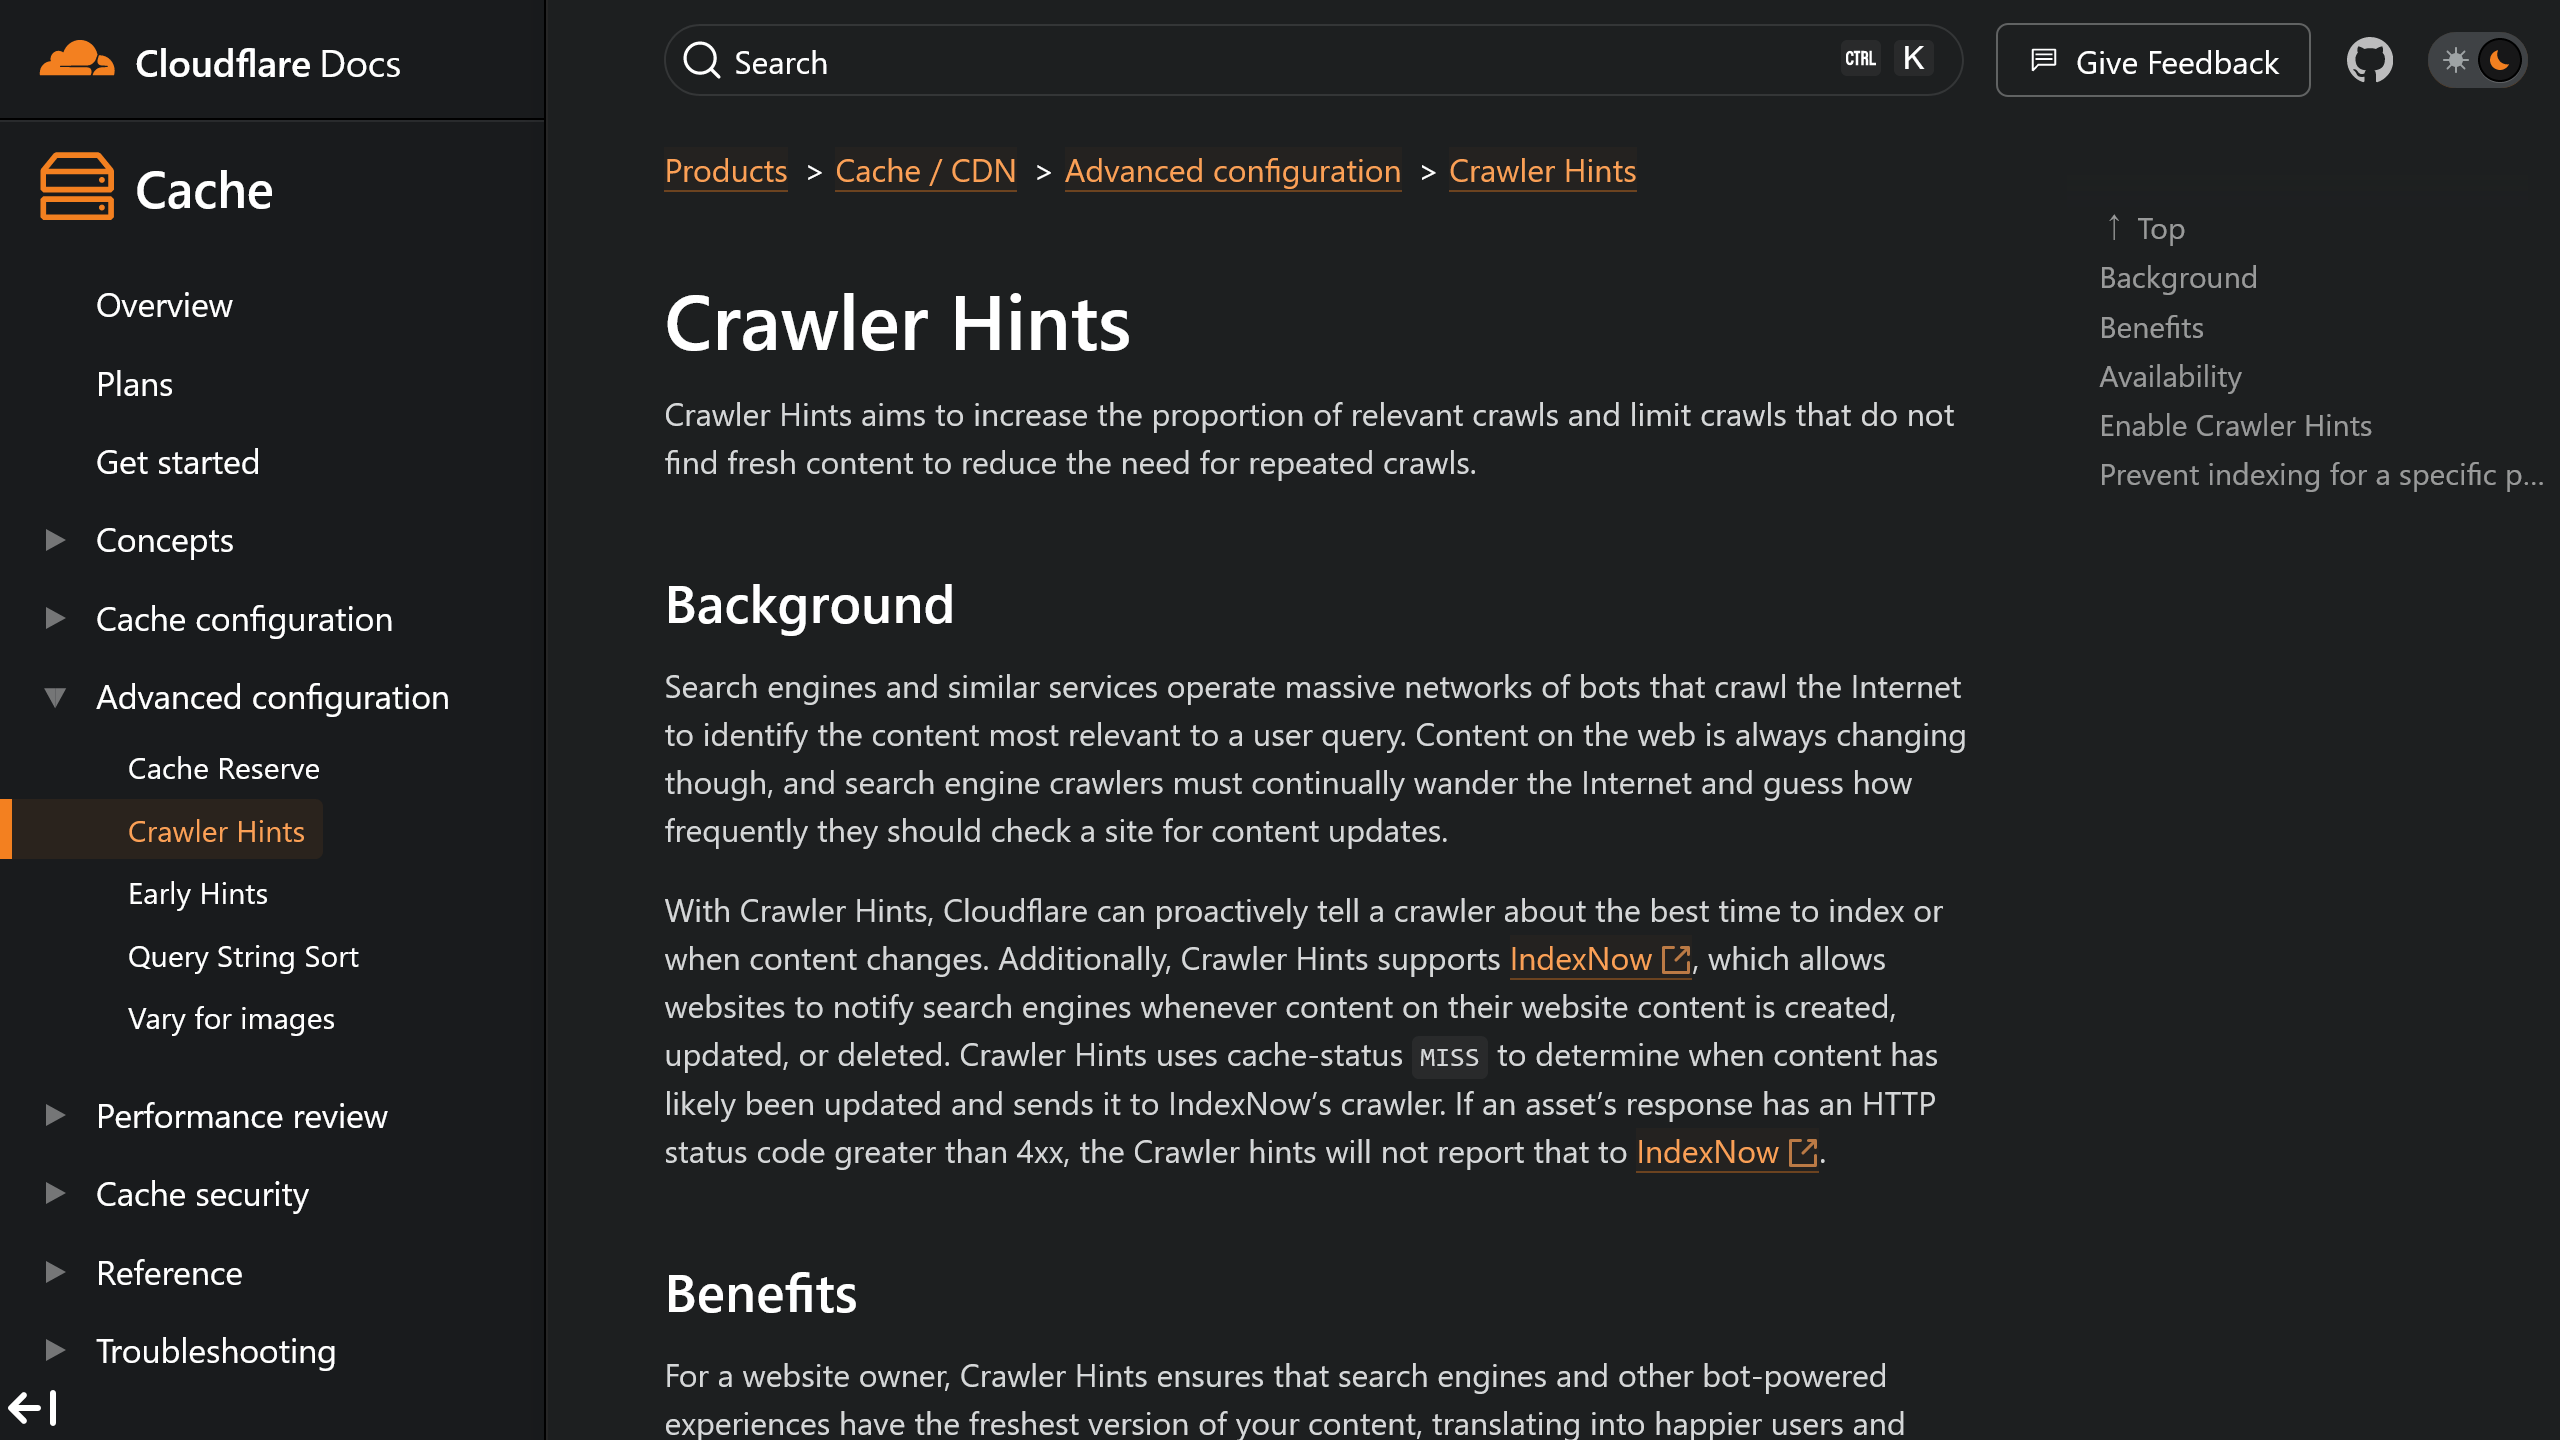 Cloudflare Docs
Search
CTRL K
Give Feedback
Cache
Overview
Plans
Get started
Concepts
Cache configuration
Advanced configuration
Cache Reserve
Crawler Hints
Early Hints
Query String Sort
Vary for images
Performance review
Cache security
Reference
Troubleshooting
Products > Cache / CDN > Advanced configuration > Crawler Hints
Crawler Hints
Crawler Hints aims to increase the proportion of relevant crawls and limit crawls that do not
find fresh content to reduce the need for repeated crawls.
Background
Search engines and similar services operate massive networks of bots that crawl the Internet
to identify the content most relevant to a user query. Content on the web is always changing
though, and search engine crawlers must continually wander the Internet and guess how
frequently they should check a site for content updates.
With Crawler Hints, Cloudflare can proactively tell a crawler about the best time to index or
when content changes. Additionally, Crawler Hints supports IndexNow, which allows
websites to notify search engines whenever content on their website content is created,
updated, or deleted. Crawler Hints uses cache-status MISS to determine when content has
likely been updated and sends it to IndexNow’s crawler. If an asset’s response has an HTTP
status code greater than 4xx, the Crawler hints will not report that to IndexNow.
Benefits
For a website owner, Crawler Hints ensures that search engines and other bot-powered
experiences have the freshest version of your content, translating into happier users and
↑ Top
Background
Benefits
Availability
Enable Crawler Hints
Prevent indexing for a specific p…